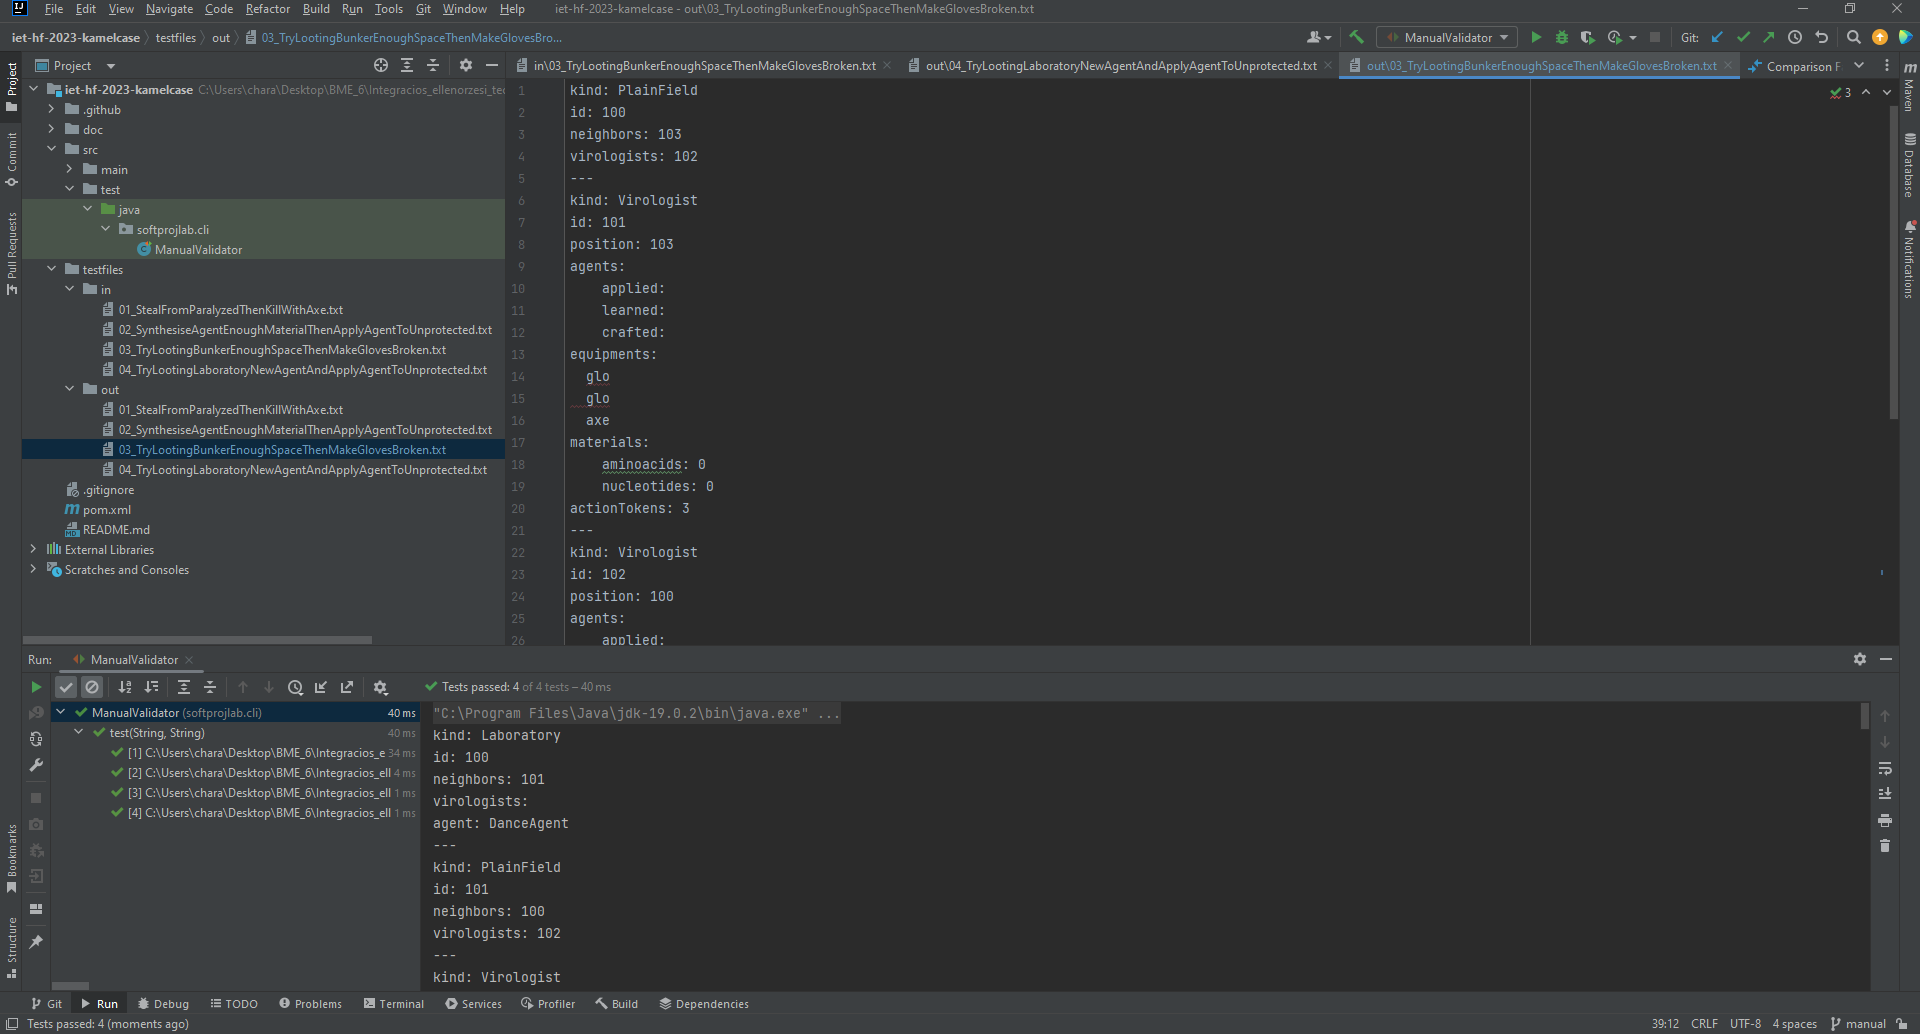 File Edit View Navigate Code Refactor Build Run Tools Git Window Help iet-hf-2023-kamelcase - out\03_TryLootingBunkerEnoughSpaceThenMakeGlovesBroken.txt
iet-hf-2023-kamelcase testfiles out 03_TryLootingBunkerEnoughSpaceThenMakeGlovesBro... ManualValidator Git:
Project
in\03_TryLootingBunkerEnoughSpaceThenMakeGlovesBroken.txt out\04_TryLootingLaboratoryNewAgentAndApplyAgentToUnprotected.txt out\03_TryLootingBunkerEnoughSpaceThenMakeGlovesBroken.txt Comparison F
iet-hf-2023-kamelcase C:\Users\chara\Desktop\BME_6\Integracios_ellenorzesi_tec
.github
doc
src
main
test
java
softprojlab.cli
ManualValidator
testfiles
in
01_StealFromParalyzedThenKillWithAxe.txt
02_SynthesiseAgentEnoughMaterialThenApplyAgentToUnprotected.txt
03_TryLootingBunkerEnoughSpaceThenMakeGlovesBroken.txt
04_TryLootingLaboratoryNewAgentAndApplyAgentToUnprotected.txt
out
01_StealFromParalyzedThenKillWithAxe.txt
02_SynthesiseAgentEnoughMaterialThenApplyAgentToUnprotected.txt
03_TryLootingBunkerEnoughSpaceThenMakeGlovesBroken.txt
04_TryLootingLaboratoryNewAgentAndApplyAgentToUnprotected.txt
.gitignore
pom.xml
README.md
External Libraries
Scratches and Consoles
Project
Commit
Pull Requests
Bookmarks
Structure
1 kind: PlainField
2 id: 100
3 neighbors: 103
4 virologists: 102
5 ---
6 kind: Virologist
7 id: 101
8 position: 103
9 agents:
10 applied:
11 learned:
12 crafted:
13 equipments:
14 glo
15 glo
16 axe
17 materials:
18 aminoacids: 0
19 nucleotides: 0
20 actionTokens: 3
21 ---
22 kind: Virologist
23 id: 102
24 position: 100
25 agents:
26 applied:
3
Maven
Database
Notifications
Run: ManualValidator
Tests passed: 4 of 4 tests – 40 ms
ManualValidator (softprojlab.cli) 40 ms
test(String, String) 40 ms
[1] C:\Users\chara\Desktop\BME_6\Integracios_e 34 ms
[2] C:\Users\chara\Desktop\BME_6\Integracios_ell 4 ms
[3] C:\Users\chara\Desktop\BME_6\Integracios_ell 1 ms
[4] C:\Users\chara\Desktop\BME_6\Integracios_ell 1 ms
"C:\Program Files\Java\jdk-19.0.2\bin\java.exe" ...
kind: Laboratory
id: 100
neighbors: 101
virologists:
agent: DanceAgent
---
kind: PlainField
id: 101
neighbors: 100
virologists: 102
---
kind: Virologist
Git Run Debug TODO Problems Terminal Services Profiler Build Dependencies
Tests passed: 4 (moments ago) 39:12 CRLF UTF-8 4 spaces manual